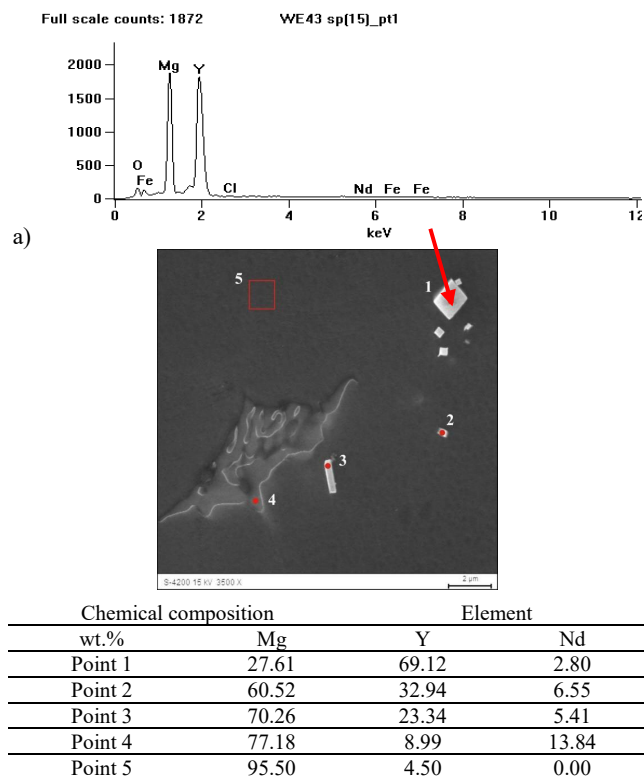 Full scale counts: 1872 WE43 sp(15)_pt1
2000
1500
1000
500
0
Mg Y
O
Fe Cl Nd Fe Fe
0 2 4 6 8 10 12
keV
a)
5 1
2
3
4
S-4200 15 kV 3500 X 2 µm
Chemical composition Element
wt.% Mg Y Nd
Point 1 27.61 69.12 2.80
Point 2 60.52 32.94 6.55
Point 3 70.26 23.34 5.41
Point 4 77.18 8.99 13.84
Point 5 95.50 4.50 0.00